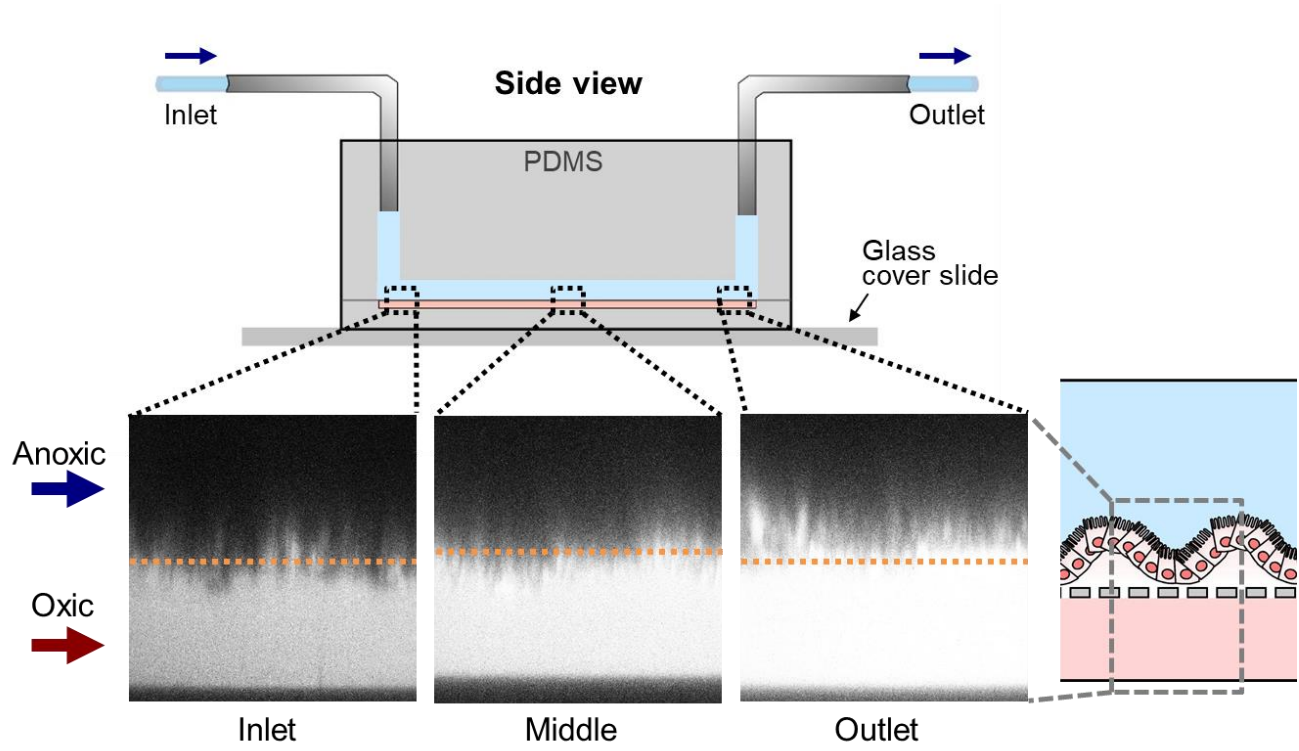 Side view
Inlet
Outlet
PDMS
Glass
cover slide
Anoxic
Oxic
Inlet
Middle
Outlet